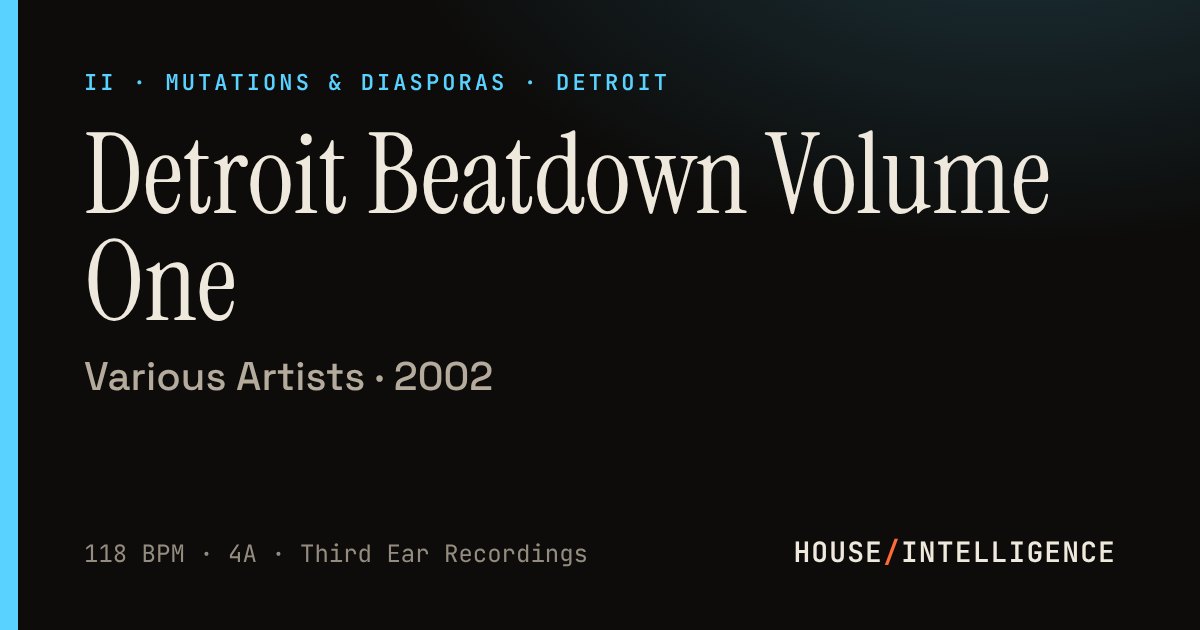 II · MUTATIONS & DIASPORAS · DETROIT
Detroit Beatdown Volume
One
Various Artists · 2002
118 BPM · 4A · Third Ear Recordings
HOUSE/INTELLIGENCE